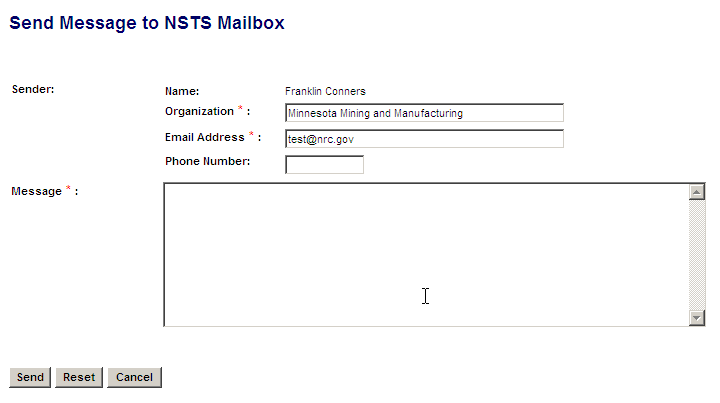 Send Message to NSTS Mailbox
Sender:
Name: Franklin Conners
Organization * : Minnesota Mining and Manufacturing
Email Address * : test@nrc.gov
Phone Number:
Message * :
Send Reset Cancel